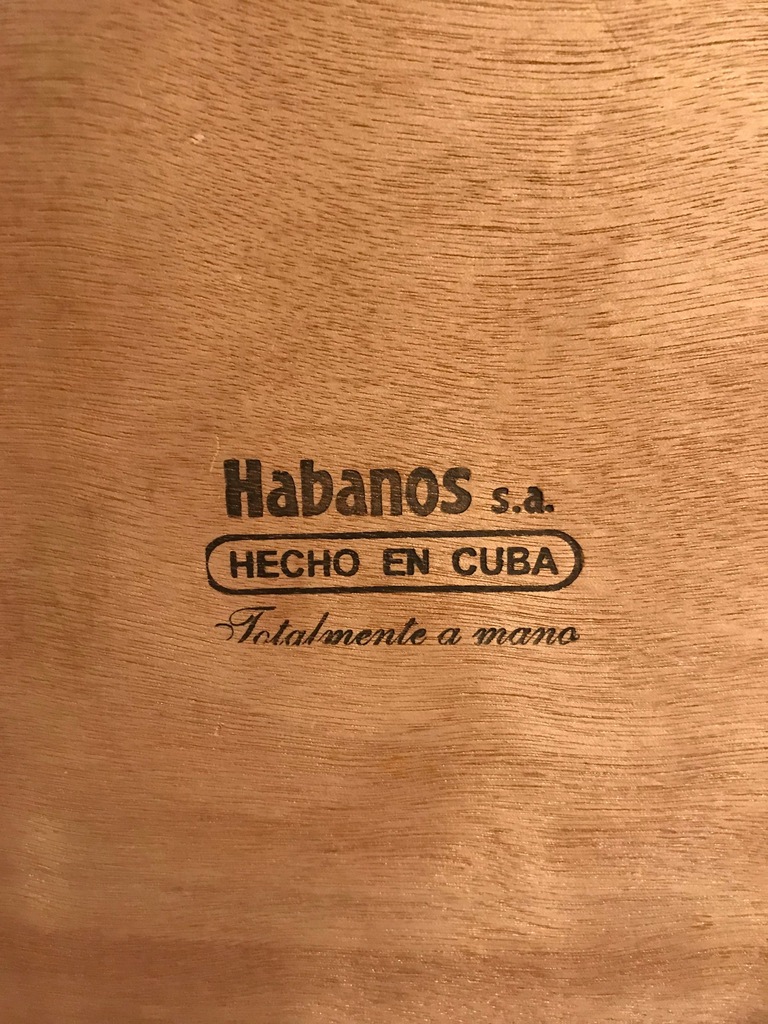 Habanos s.a.
HECHO EN CUBA
Totalmente a mano